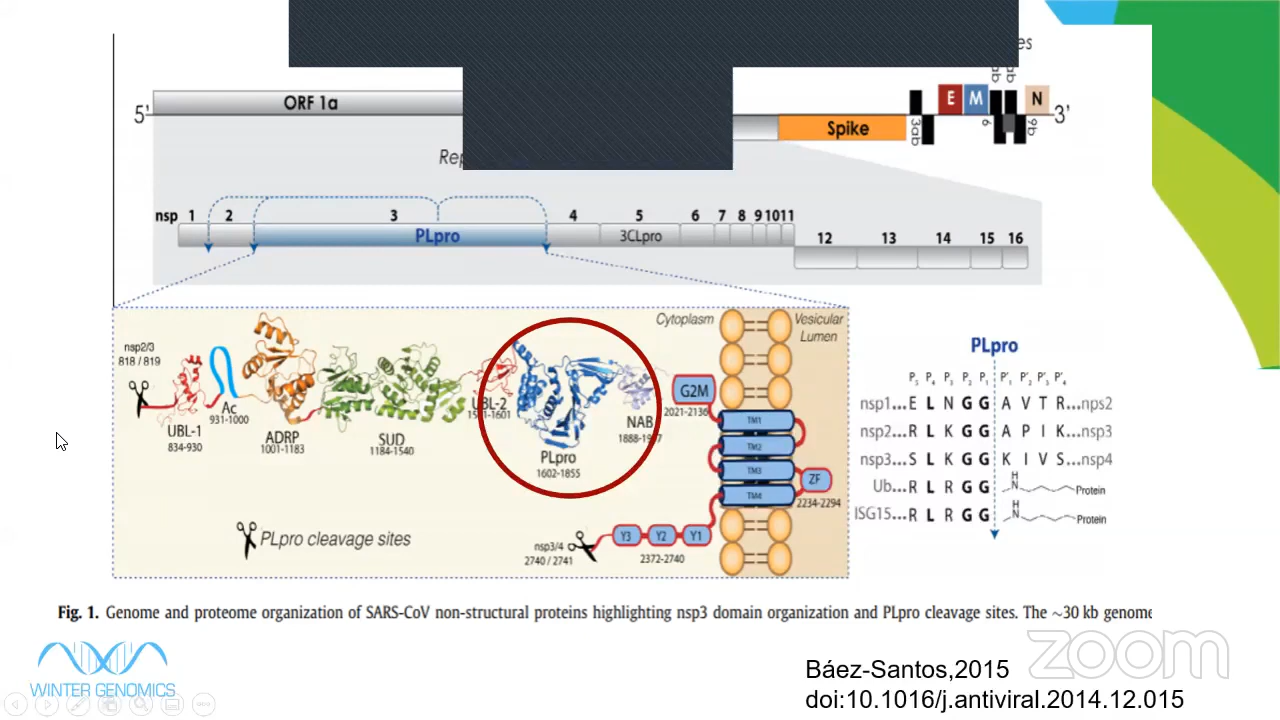 es
ORF 1a
E
M
N
5'
3'
Spike
3ab
6
9b
ab
ab
Re
nsp 1 2 3 4 5 6 7 8 9 10 11
PLpro
3CLpro
12 13 14 15 16
Cytoplasm
Vesicular
Lumen
nsp2/3
818 / 819
UBL-1
834-930
Ac
931-1000
ADRP
1001-1183
SUD
1184-1540
UBL-2
PLpro
1602-1855
NAB
G2M
2021-2136
TM1
TM2
TM3
TM4
ZF
2234-2294
Y3 Y2 Y1
2372-2740
nsp3/4
2740 / 2741
PLpro cleavage sites
PLpro
P5 P4 P3 P2 P1 P'1 P'2 P'3 P'4
nsp1...E L N G G A V T R...nps2
nsp2...R L K G G A P I K...nsp3
nsp3...S L K G G K I V S...nsp4
Ub...R L R G G H N Protein
ISG15...R L R G G H N Protein
Fig. 1. Genome and proteome organization of SARS-CoV non-structural proteins highlighting nsp3 domain organization and PLpro cleavage sites. The ~30 kb genome
WINTER GENOMICS
zoom
Báez-Santos,2015
doi:10.1016/j.antiviral.2014.12.015